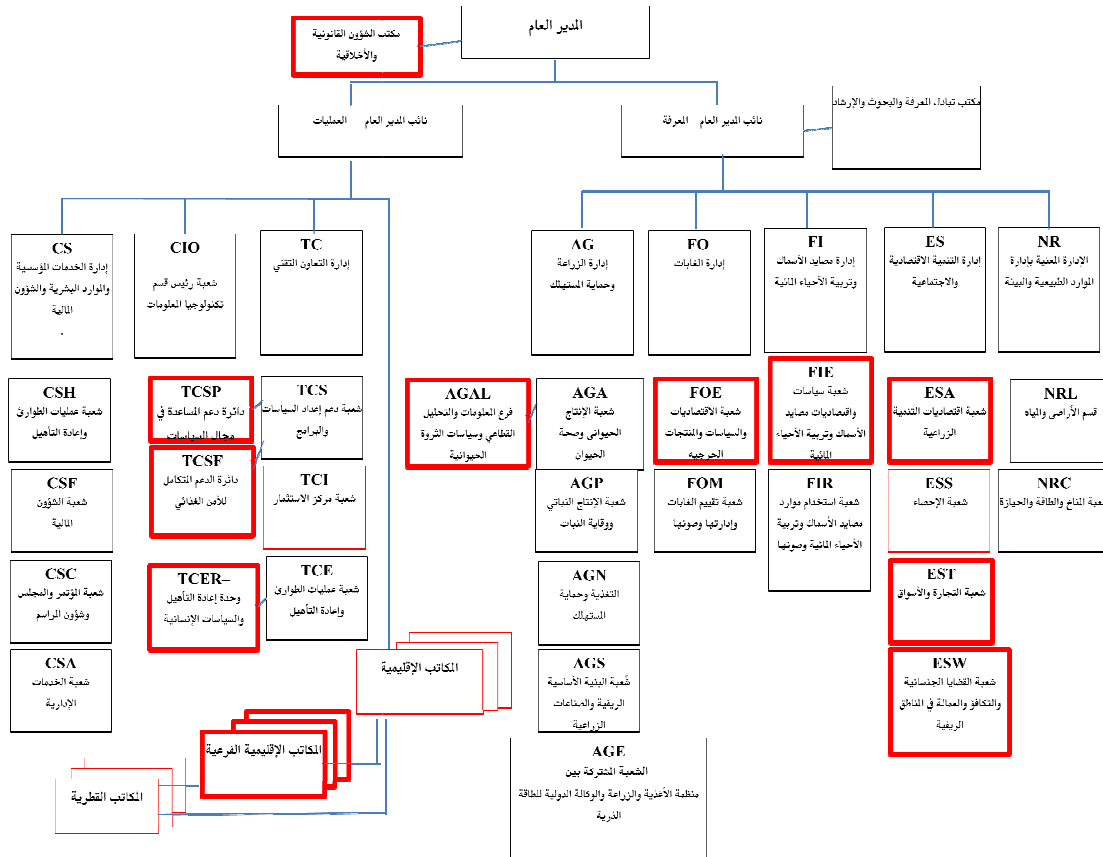 المدير العام
مكتب الشؤون القانونية
والأخلاقية
نائب المدير العام العمليات
نائب المدير العام المعرفة
مكتب تبادل المعرفة والبحوث والإرشاد
CS
إدارة الخدمات المؤسسية
والموارد البشرية والشؤون
المالية
.
CIO
شعبة رئيس قسم
تكنولوجيا المعلومات
TC
إدارة التعاون التقني
AG
إدارة الزراعة
وحماية المستهلك
FO
إدارة الغابات
FI
إدارة مصايد الأسماك
وتربية الأحياء المائية
ES
إدارة التنمية الاقتصادية
والاجتماعية
NR
الإدارة المعنية بإدارة
الموارد الطبيعية والبيئة
CSH
شعبة عمليات الطوارئ
وإعادة التأهيل
TCSP
دائرة دعم المساعدة في
مجال السياسات
TCS
شعبة دعم إعداد السياسات
والبرامج
AGAL
فرع المعلومات والتحليل
القطاعي وسياسات الثروة
الحيوانية
AGA
شعبة الإنتاج
الحيواني وصحة
الحيوان
FOE
شعبة الاقتصاديات
والسياسات والمنتجات
الحرجية
FIE
شعبة سياسات
واقتصاديات مصايد
الأسماك وتربية الأحياء
المائية
ESA
شعبة اقتصاديات التنمية
الزراعية
NRL
قسم الأراضى والمياه
CSF
شعبة الشؤون
المالية
TCSF
دائرة الدعم المتكامل
للأمن الغذائي
TCI
شعبة مركز الاستثمار
AGP
شعبة الإنتاج النباتي
ووقاية النبات
FOM
شعبة تقييم الغابات
وإدارتها وصونها
FIR
شعبة استخدام موارد
مصايد الأسماك وتربية
الأحياء المائية وصونها
ESS
شعبة الإحصاء
NRC
شعبة المناخ والطاقة والحيازة
CSC
شعبة المؤتمر والمجلس
وشؤون المراسم
TCER–
وحدة إعادة التأهيل
والسياسات الإنسانية
TCE
شعبة عمليات الطوارئ
وإعادة التأهيل
AGN
التغذية وحماية
المستهلك
EST
شعبة التجارة والأسواق
CSA
شعبة الخدمات
الإدارية
المكاتب الإقليمية
AGS
شُعبة البنية الأساسية
الريفية والصناعات
الزراعية
ESW
شعبة القضايا الجنسانية
والتكافؤ والعمالة في المناطق
الريفية
المكاتب الإقليمية الفرعية
المكاتب القطرية
AGE
الشعبة المشتركة بين
منظمة الأغذية والزراعة والوكالة الدولية للطاقة
الذرية